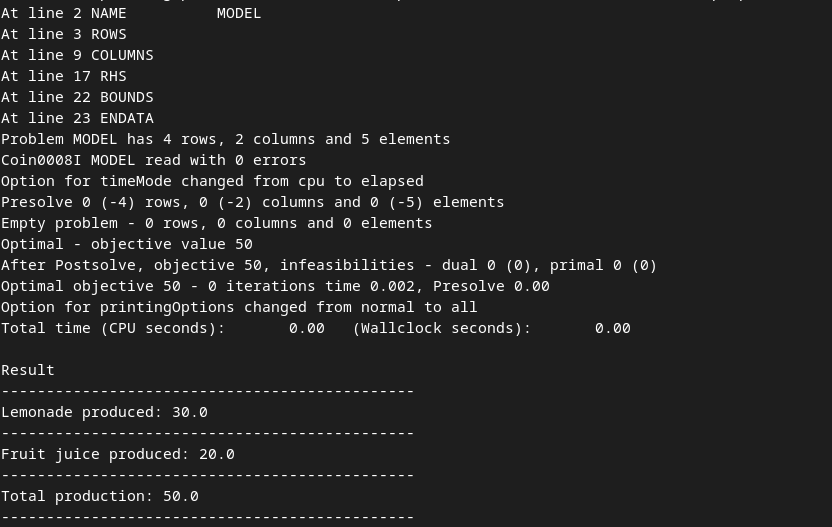 At line 2 NAME          MODEL
At line 3 ROWS
At line 9 COLUMNS
At line 17 RHS
At line 22 BOUNDS
At line 23 ENDATA
Problem MODEL has 4 rows, 2 columns and 5 elements
Coin0008I MODEL read with 0 errors
Option for timeMode changed from cpu to elapsed
Presolve 0 (-4) rows, 0 (-2) columns and 0 (-5) elements
Empty problem - 0 rows, 0 columns and 0 elements
Optimal - objective value 50
After Postsolve, objective 50, infeasibilities - dual 0 (0), primal 0 (0)
Optimal objective 50 - 0 iterations time 0.002, Presolve 0.00
Option for printingOptions changed from normal to all
Total time (CPU seconds):       0.00   (Wallclock seconds):       0.00

Result
----------------------------------------------
Lemonade produced: 30.0
----------------------------------------------
Fruit juice produced: 20.0
----------------------------------------------
Total production: 50.0
----------------------------------------------